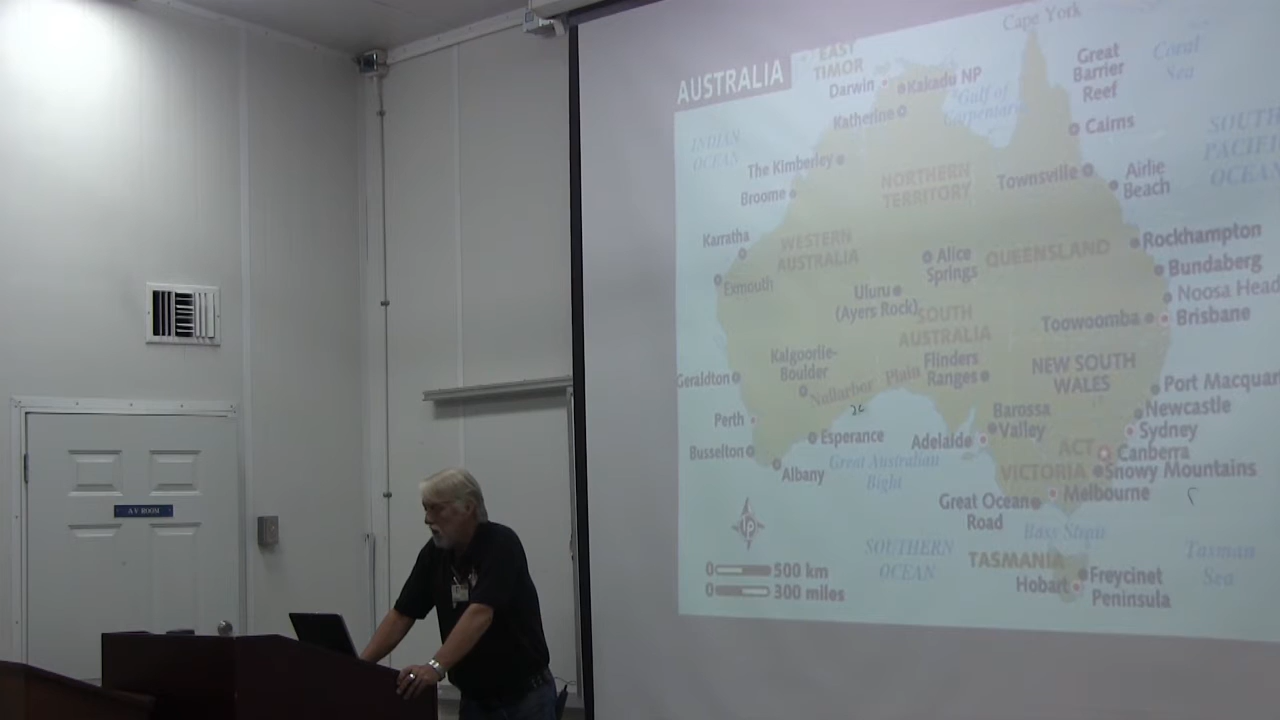 Cape York
EAST
TIMOR
AUSTRALIA
Great
Barrier
Reef
Coral
Sea
Darwin
Kakadu NP
Gulf of
Carpentaria
Katherine
Cairns
INDIAN
OCEAN
SOUTH
PACIFIC
OCEAN
The Kimberley
Broome
NORTHERN
TERRITORY
Townsville
Airlie
Beach
Karratha
WESTERN
AUSTRALIA
Alice
Springs
QUEENSLAND
Rockhampton
Exmouth
Bundaberg
Uluru
(Ayers Rock)
Noosa Head
SOUTH
AUSTRALIA
Toowoomba
Brisbane
Kalgoorlie-
Boulder
Flinders
Ranges
NEW SOUTH
WALES
Geraldton
Nullarbor Plain
Port Macquar
Newcastle
Perth
Barossa
Valley
Sydney
Esperance
Adelaide
ACT
Canberra
Busselton
Albany
Great Australian
Bight
VICTORIA
Snowy Mountains
Great Ocean
Road
Melbourne
lp
Bass Strait
SOUTHERN
OCEAN
TASMANIA
Tasman
Sea
0 500 km
0 300 miles
Hobart
Freycinet
Peninsula
A V ROOM